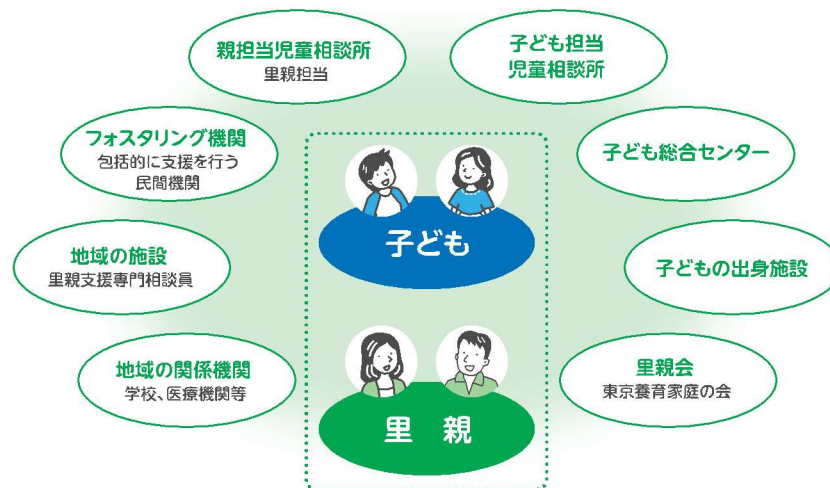 親担当児童相談所
里親担当
子ども担当
児童相談所
フォスタリング機関
包括的に支援を行う
民間機関
子ども総合センター
子ども
地域の施設
里親支援専門相談員
子どもの出身施設
地域の関係機関
学校、医療機関等
里親会
東京養育家庭の会
里 親